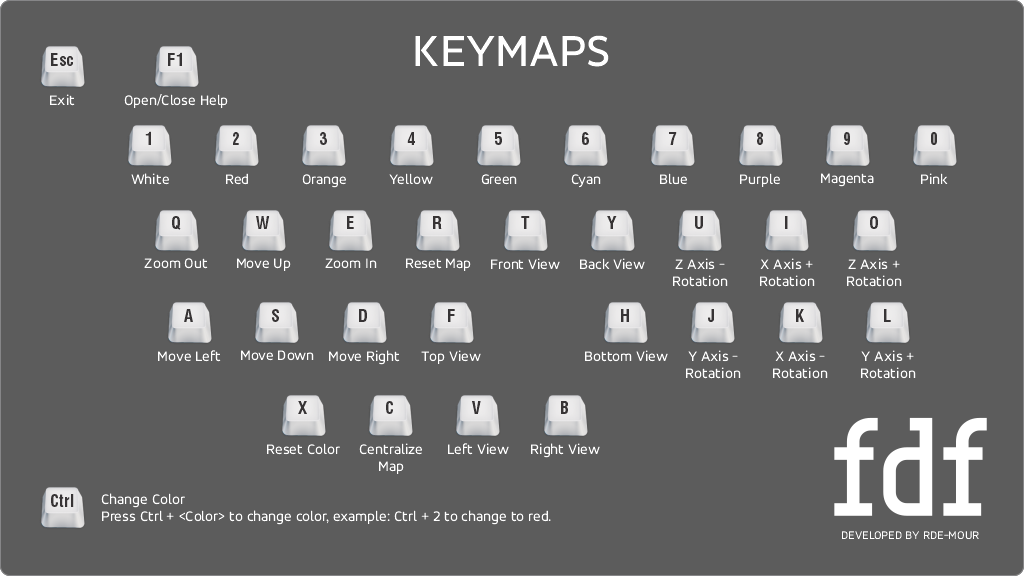 KEYMAPS
Esc F1
Exit Open/Close Help
1 2 3 4 5 6 7 8 9 0
White Red Orange Yellow Green Cyan Blue Purple Magenta Pink
Q W E R T Y U I O
Zoom Out Move Up Zoom In Reset Map Front View Back View Z Axis - X Axis + Z Axis +
Rotation Rotation Rotation
A S D F H J K L
Move Left Move Down Move Right Top View Bottom View Y Axis - X Axis - Y Axis +
Rotation Rotation Rotation
X C V B
Reset Color Centralize Left View Right View
Map
Ctrl
Change Color
Press Ctrl + <Color> to change color, example: Ctrl + 2 to change to red.
fdf
DEVELOPED BY RDE-MOUR